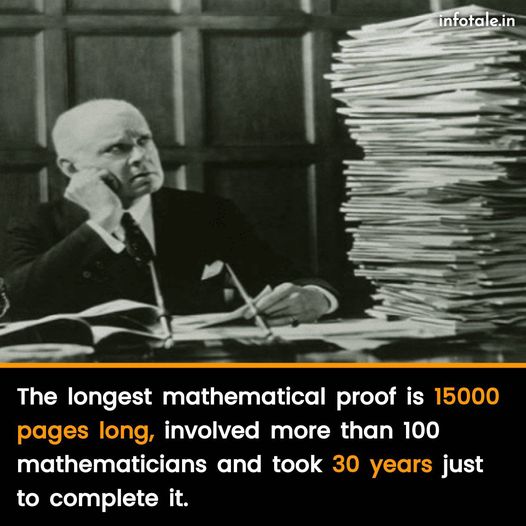 infotale.in
The longest mathematical proof is 15000
pages long, involved more than 100
mathematicians and took 30 years just
to complete it.